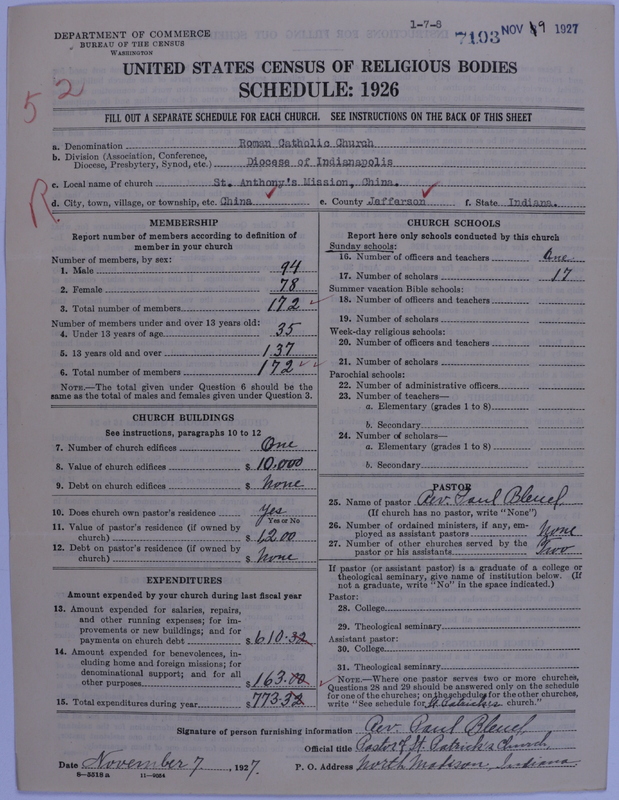 1-7-8
7193 NOV 19 1927
DEPARTMENT OF COMMERCE
BUREAU OF THE CENSUS
WASHINGTON
UNITED STATES CENSUS OF RELIGIOUS BODIES
SCHEDULE: 1926
52
FILL OUT A SEPARATE SCHEDULE FOR EACH CHURCH. SEE INSTRUCTIONS ON THE BACK OF THIS SHEET
a. Denomination Roman Catholic Church
b. Division (Association, Conference,
Diocese, Presbytery, Synod, etc.) Diocese of Indianapolis
c. Local name of church St. Anthony's Mission, China.
R.
d. City, town, village, or township, etc. China e. County Jefferson f. State Indiana.
MEMBERSHIP
Report number of members according to definition of
member in your church
Number of members, by sex:
1. Male 94
2. Female 78
3. Total number of members 172
Number of members under and over 13 years old:
4. Under 13 years of age 35
5. 13 years old and over 137
6. Total number of members 172
NOTE.—The total given under Question 6 should be the
same as the total of males and females given under Question 3.
CHURCH BUILDINGS
See instructions, paragraphs 10 to 12
7. Number of church edifices One
8. Value of church edifices $ 10,000
9. Debt on church edifices $ None
10. Does church own pastor's residence Yes
Yes or No
11. Value of pastor's residence (if owned by
church) $ 1200
12. Debt on pastor's residence (if owned by
church) $ None
EXPENDITURES
Amount expended by your church during last fiscal year
13. Amount expended for salaries, repairs,
and other running expenses; for im-
provements or new buildings; and for
payments on church debt $ 610.32
14. Amount expended for benevolences, in-
cluding home and foreign missions; for
denominational support; and for all
other purposes $ 163.00
15. Total expenditures during year $ 773.32
CHURCH SCHOOLS
Report here only schools conducted by this church
Sunday schools:
16. Number of officers and teachers One
17. Number of scholars 17
Summer vacation Bible schools:
18. Number of officers and teachers
19. Number of scholars
Week-day religious schools:
20. Number of officers and teachers
21. Number of scholars
Parochial schools:
22. Number of administrative officers
23. Number of teachers—
a. Elementary (grades 1 to 8)
b. Secondary
24. Number of scholars—
a. Elementary (grades 1 to 8)
b. Secondary
PASTOR
25. Name of pastor Rev. Paul Bleuel
(If church has no pastor, write "None")
26. Number of ordained ministers, if any, em-
ployed as assistant pastors None
27. Number of other churches served by the
pastor or his assistants Two
If pastor (or assistant pastor) is a graduate of a college or
theological seminary, give name of institution below. (If
not a graduate, write "No" in the space indicated.)
Pastor:
28. College
29. Theological seminary
Assistant pastor:
30. College
31. Theological seminary
NOTE.—Where one pastor serves two or more churches,
Questions 28 and 29 should be answered only on the schedule
for one of the churches; on the schedules for the other churches,
write "See schedule for St. Patrick's church."
Signature of person furnishing information Rev. Paul Bleuel
Official title Pastor of St. Patrick's Church
Date November 7, 1927. P. O. Address North Madison, Indiana.
8—5518 a 11—9224